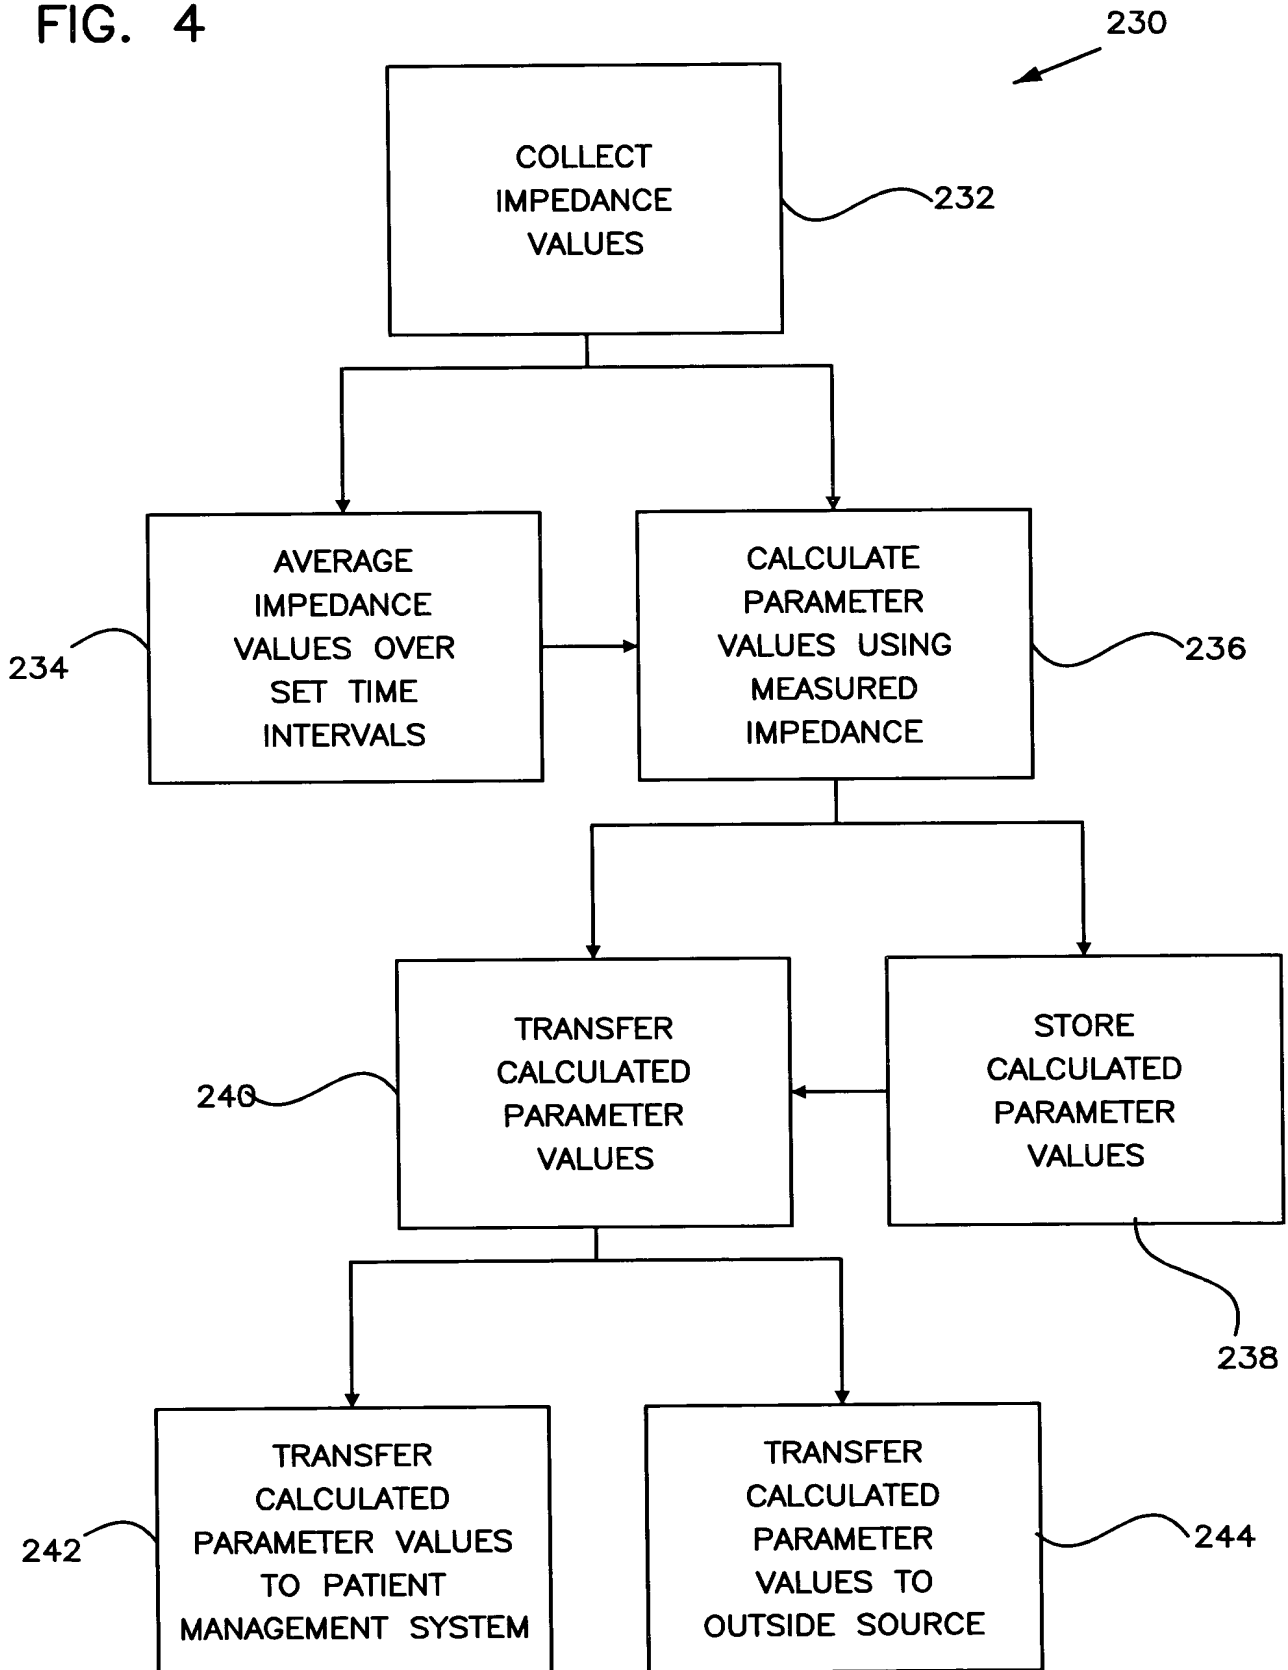 FIG. 4
230
COLLECT
IMPEDANCE
VALUES
232
AVERAGE
IMPEDANCE
VALUES OVER
SET TIME
INTERVALS
234
CALCULATE
PARAMETER
VALUES USING
MEASURED
IMPEDANCE
236
TRANSFER
CALCULATED
PARAMETER
VALUES
240
STORE
CALCULATED
PARAMETER
VALUES
238
TRANSFER
CALCULATED
PARAMETER VALUES
TO PATIENT
MANAGEMENT SYSTEM
242
TRANSFER
CALCULATED
PARAMETER
VALUES TO
OUTSIDE SOURCE
244